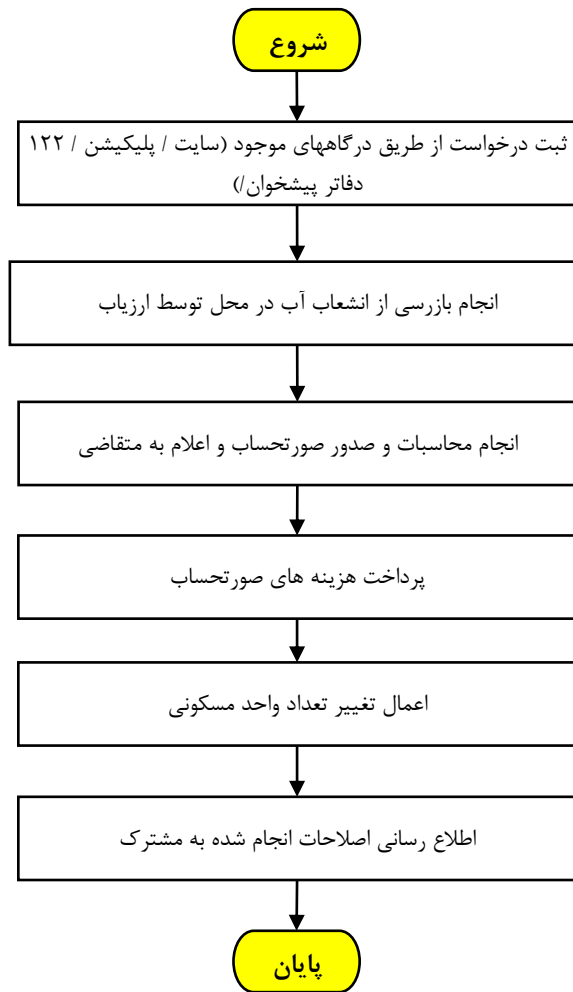 شروع
ثبت درخواست از طریق درگاههای موجود (سایت / پلیکیشن / ۱۲۲
دفاتر پیشخوان/)
انجام بازرسی از انشعاب آب در محل توسط ارزیاب
انجام محاسبات و صدور صورتحساب و اعلام به متقاضی
پرداخت هزینه های صورتحساب
اعمال تغییر تعداد واحد مسکونی
اطلاع رسانی اصلاحات انجام شده به مشترک
پایان